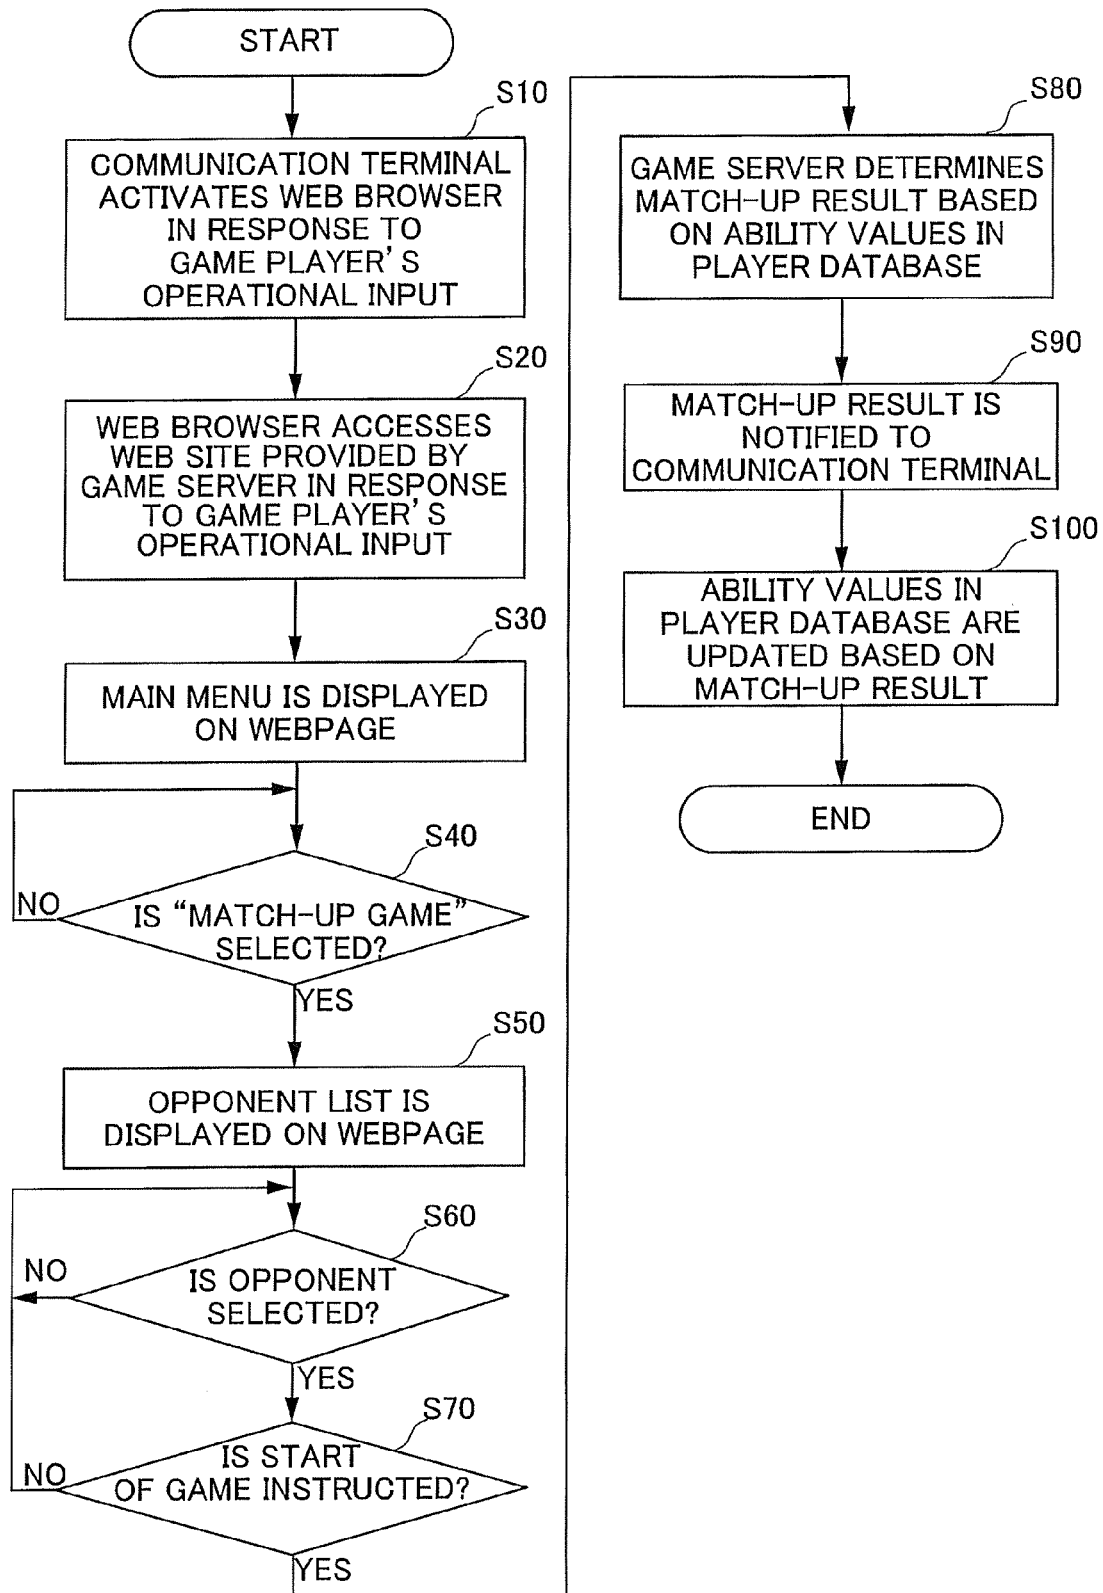 START
S10
COMMUNICATION TERMINAL
ACTIVATES WEB BROWSER
IN RESPONSE TO
GAME PLAYER'S
OPERATIONAL INPUT
S20
WEB BROWSER ACCESSES
WEB SITE PROVIDED BY
GAME SERVER IN RESPONSE
TO GAME PLAYER'S
OPERATIONAL INPUT
S30
MAIN MENU IS DISPLAYED
ON WEBPAGE
S40
NO
IS “MATCH-UP GAME”
SELECTED?
YES
S50
OPPONENT LIST IS
DISPLAYED ON WEBPAGE
S60
NO
IS OPPONENT
SELECTED?
YES
S70
NO
IS START
OF GAME INSTRUCTED?
YES
S80
GAME SERVER DETERMINES
MATCH-UP RESULT BASED
ON ABILITY VALUES IN
PLAYER DATABASE
S90
MATCH-UP RESULT IS
NOTIFIED TO
COMMUNICATION TERMINAL
S100
ABILITY VALUES IN
PLAYER DATABASE ARE
UPDATED BASED ON
MATCH-UP RESULT
END